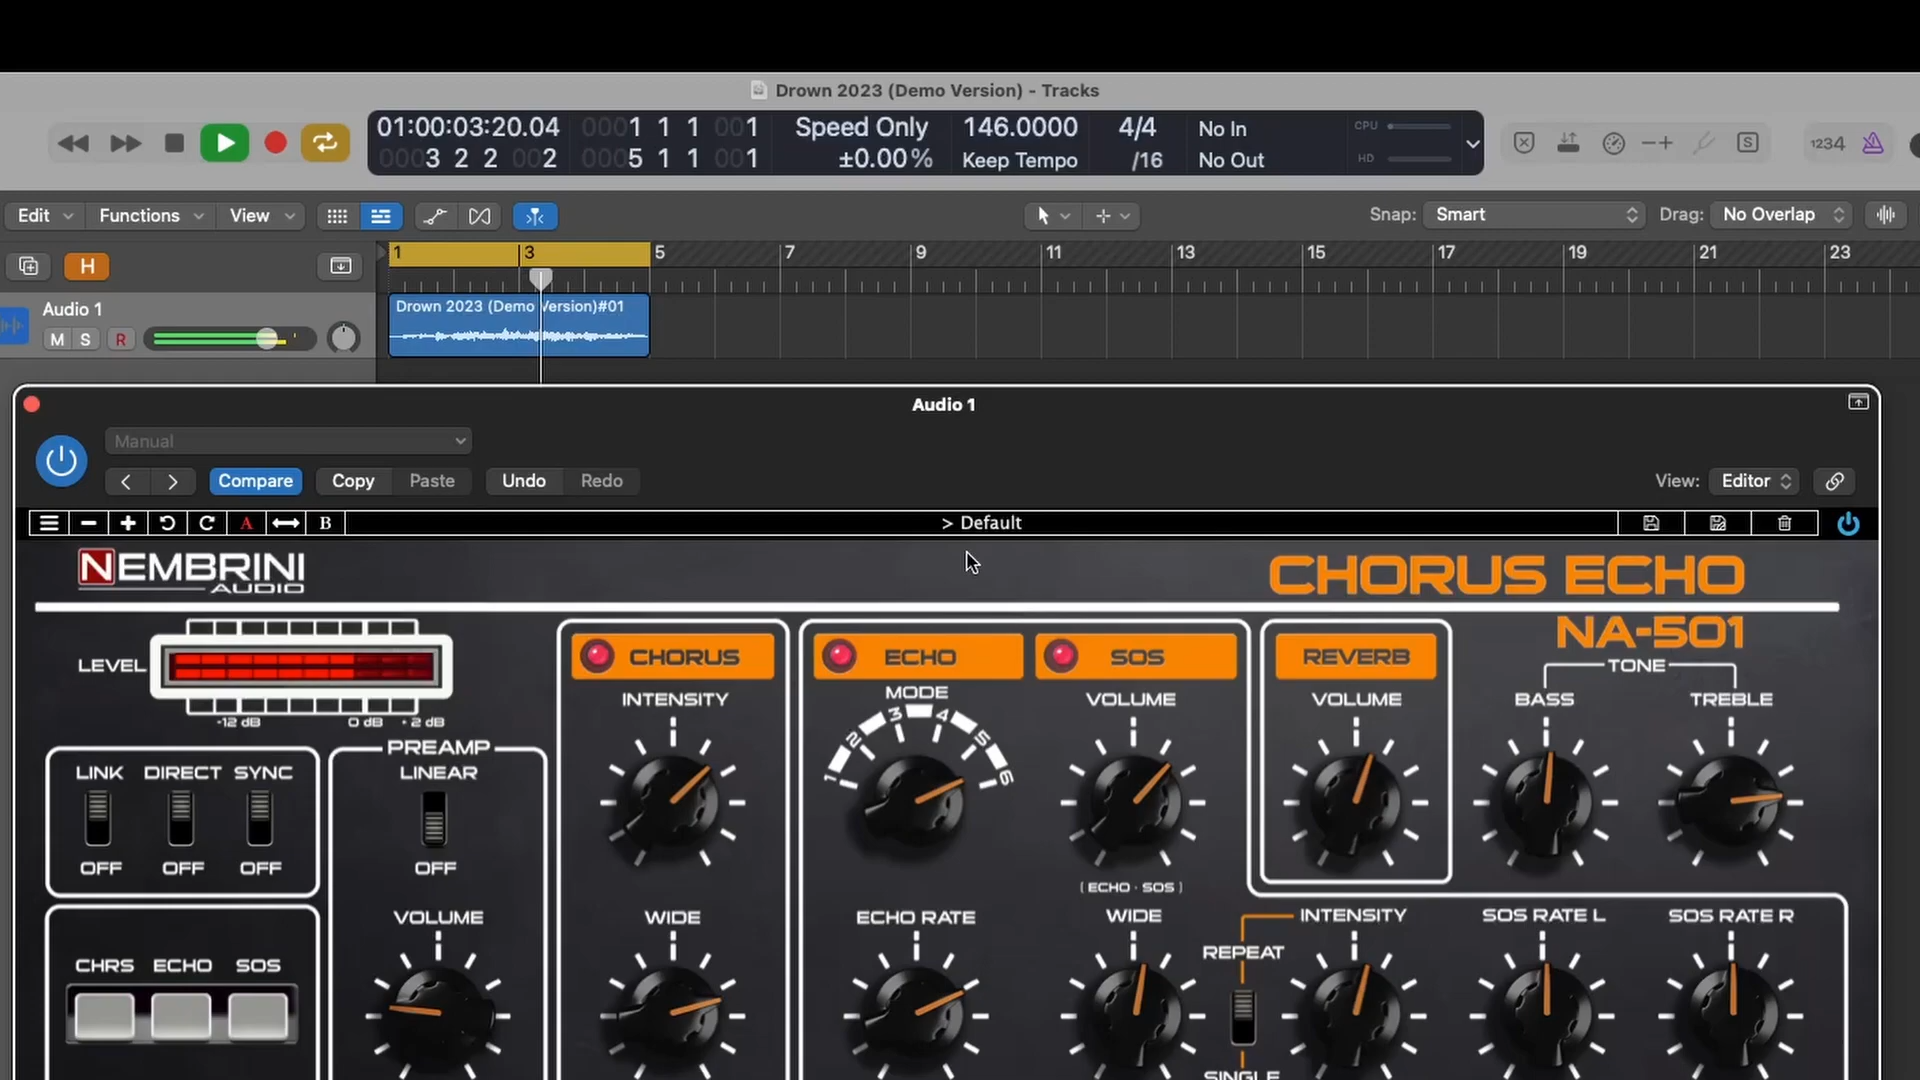 Drown 2023 (Demo Version) - Tracks
01:00:03:20.04 0001 1 1 001 Speed Only 146.0000 4/4 No In CPU
0003 2 2 002 0005 1 1 001 ±0.00% Keep Tempo /16 No Out HD
1234
Edit Functions View Snap: Smart Drag: No Overlap
H 1 3 5 7 9 11 13 15 17 19 21 23
Audio 1
Drown 2023 (Demo Version)#01
M S R
Audio 1
Manual
Compare Copy Paste Undo Redo View: Editor
A B > Default
NEMBRINI
AUDIO
CHORUS ECHO
NA-501
LEVEL
-12 dB 0 dB + 2 dB
CHORUS ECHO SOS REVERB TONE
INTENSITY MODE VOLUME VOLUME BASS TREBLE
1 2 3 4 5 6
PREAMP
LINK DIRECT SYNC LINEAR
OFF OFF OFF OFF
( ECHO · SOS )
VOLUME WIDE ECHO RATE WIDE INTENSITY SOS RATE L SOS RATE R
REPEAT
CHRS ECHO SOS
SINGLE